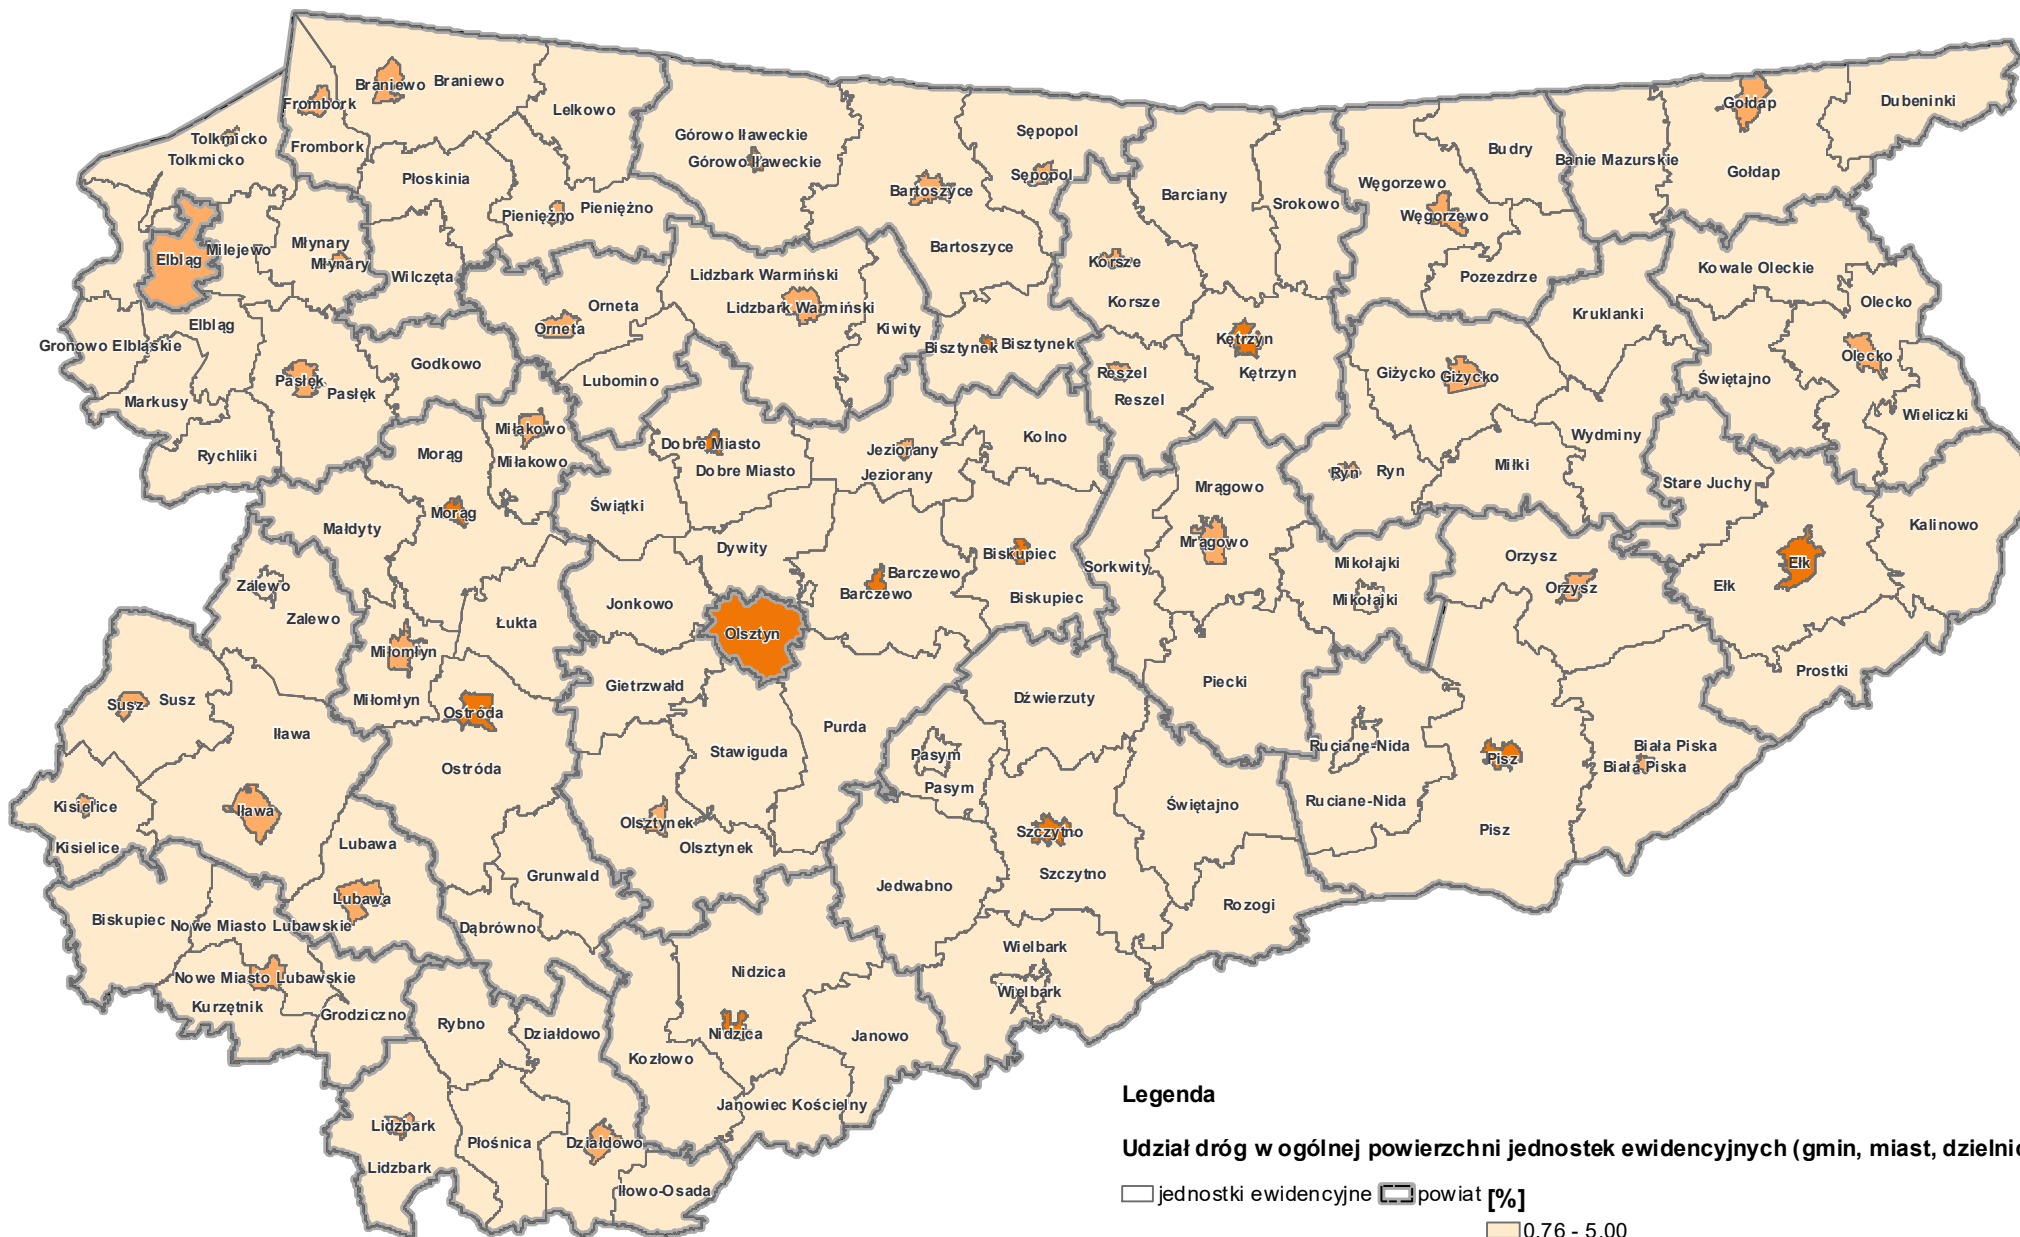 Braniewo
Braniewo
Frombork
Lelkowo
Tolkmicko
Frombork
Tolkmicko
Płoskinia
Górowo Iławeckie
Górowo Iławeckie
Sępopol
Sępopol
Bartoszyce
Bartoszyce
Barciany
Srokowo
Węgorzewo
Węgorzewo
Budry
Banie Mazurskie
Gołdap
Gołdap
Dubeninki
Pieniężno
Pieniężno
Elbląg
Milejewo
Młynary
Młynary
Wilczęta
Lidzbark Warmiński
Lidzbark Warmiński
Orneta
Orneta
Kiwity
Korsze
Korsze
Pozezdrze
Kowale Oleckie
Olecko
Olecko
Kruklanki
Elbląg
Gronowo Elbląskie
Godkowo
Pasłęk
Pasłęk
Markusy
Lubomino
Bisztynek
Bisztynek
Kętrzyn
Kętrzyn
Reszel
Reszel
Giżycko
Giżycko
Świętajno
Wieliczki
Rychliki
Morąg
Miłakowo
Miłakowo
Dobre Miasto
Dobre Miasto
Jeziorany
Jeziorany
Kolno
Wydminy
Miłki
Ryn
Ryn
Mrągowo
Mrągowo
Stare Juchy
Kalinowo
Małdyty
Morąg
Świątki
Dywity
Biskupiec
Biskupiec
Sorkwity
Mikołajki
Mikołajki
Orzysz
Orzysz
Ełk
Ełk
Zalewo
Zalewo
Łukta
Jonkowo
Barczewo
Barczewo
Olsztyn
Miłomłyn
Miłomłyn
Susz
Susz
Ostróda
Ostróda
Gietrzwałd
Purda
Stawiguda
Dźwierzuty
Piecki
Prostki
Iława
Iława
Pasym
Pasym
Ruciane-Nida
Ruciane-Nida
Pisz
Pisz
Biała Piska
Biała Piska
Kisielice
Kisielice
Olsztynek
Olsztynek
Szczytno
Szczytno
Świętajno
Lubawa
Lubawa
Grunwald
Jedwabno
Rozogi
Biskupiec
Nowe Miasto Lubawskie
Nowe Miasto Lubawskie
Dąbrówno
Wielbark
Wielbark
Kurzętnik
Grodziczno
Rybno
Działdowo
Nidzica
Nidzica
Kozłowo
Janowo
Janowiec Kościelny
Lidzbark
Lidzbark
Płośnica
Działdowo
Iłowo-Osada
Legenda
Udział dróg w ogólnej powierzchni jednostek ewidencyjnych (gmin, miast, dzielnic
jednostki ewidencyjne powiat [%]
0,76 - 5,00